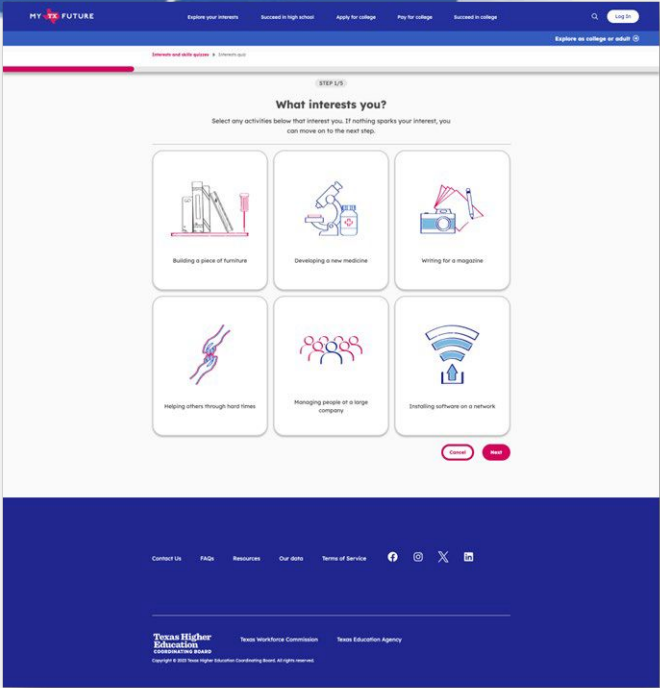 MY TX FUTURE
Explore your interests
Succeed in high school
Apply for college
Pay for college
Succeed in college
Log In
Explore as college or adult
Interests and skills quizzes > Interests quiz
STEP 1/5
What interests you?
Select any activities below that interest you. If nothing sparks your interest, you
can move on to the next step.
Building a piece of furniture
Developing a new medicine
Writing for a magazine
Helping others through hard times
Managing people at a large
company
Installing software on a network
Cancel
Next
Contact Us
FAQs
Resources
Our data
Terms of Service
Texas Higher
Education
COORDINATING BOARD
Texas Workforce Commission
Texas Education Agency
Copyright © 2023 Texas Higher Education Coordinating Board. All rights reserved.